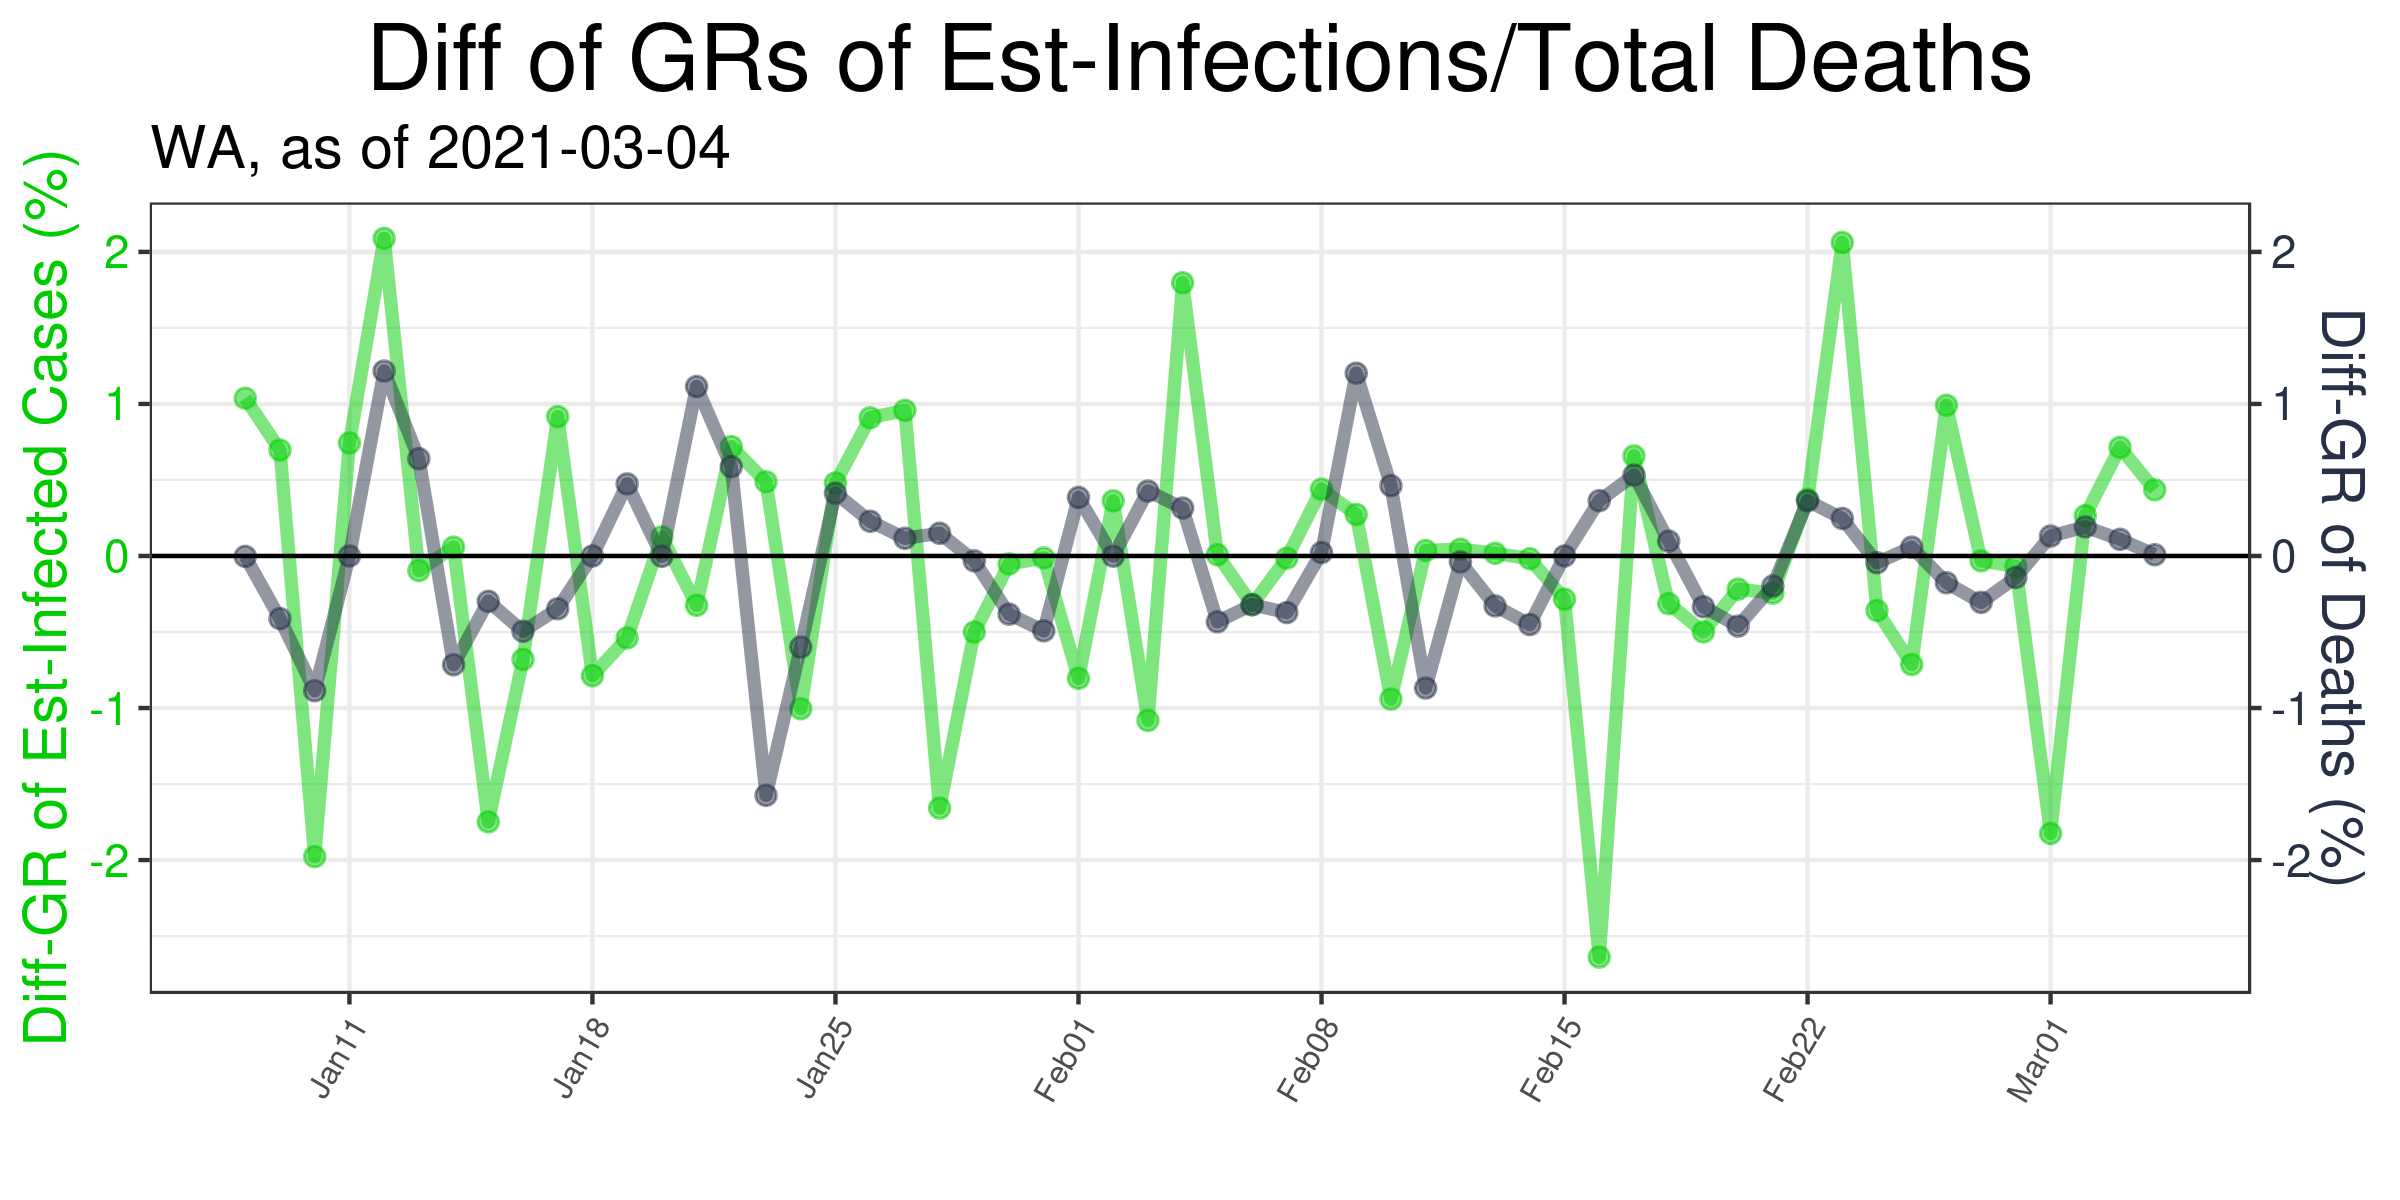 Diff of GRs of Est-Infections/Total Deaths
WA, as of 2021-03-04
Diff-GR of Est-Infected Cases (%)
2
1
0
-1
-2
2
1
0
-1
-2
Diff-GR of Deaths (%)
Jan11
Jan18
Jan25
Feb01
Feb08
Feb15
Feb22
Mar01